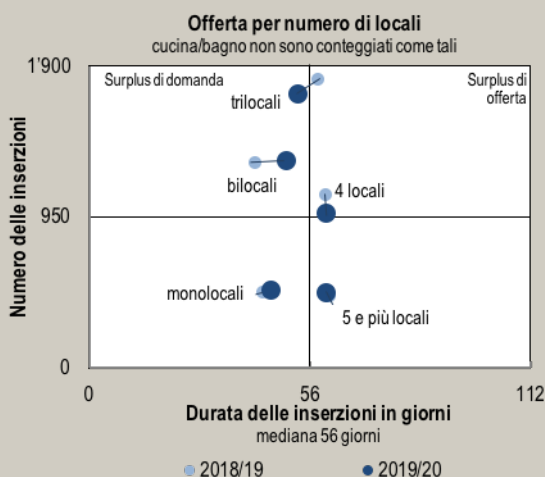 Offerta per numero di locali
cucina/bagno non sono conteggiati come tali
1'900
Surplus di domanda
Surplus di
offerta
trilocali
bilocali
4 locali
950
monolocali
5 e più locali
0
0
56
112
Numero delle inserzioni
Durata delle inserzioni in giorni
mediana 56 giorni
2018/19
2019/20